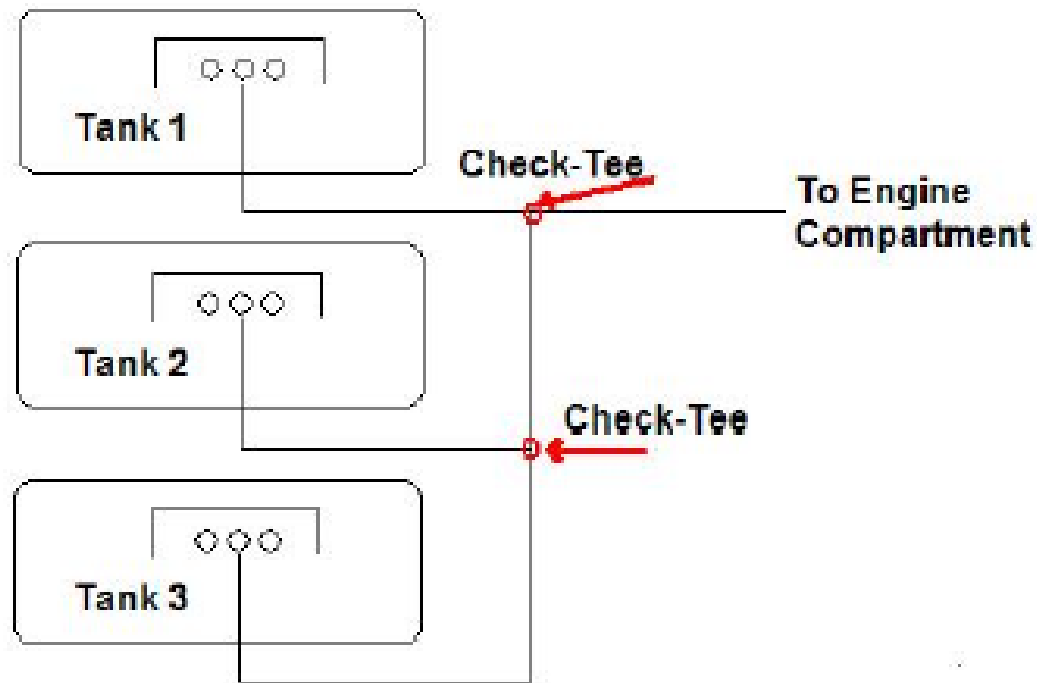 Tank 1
Check-Tee
To Engine
Compartment
Tank 2
Check-Tee
Tank 3